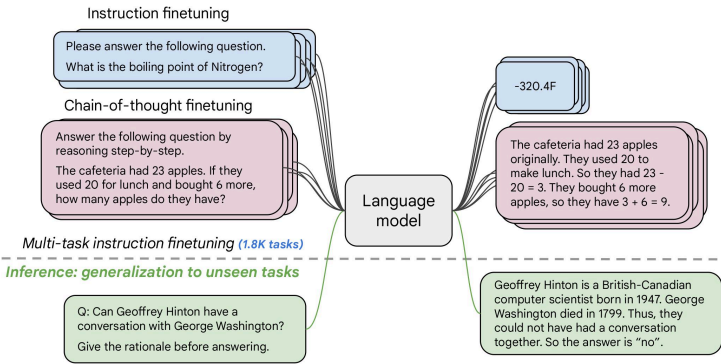 Instruction finetuning
Please answer the following question.
What is the boiling point of Nitrogen?
-320.4F
Chain-of-thought finetuning
Answer the following question by
reasoning step-by-step.
The cafeteria had 23 apples. If they
used 20 for lunch and bought 6 more,
how many apples do they have?
Language
model
The cafeteria had 23 apples
originally. They used 20 to
make lunch. So they had 23 -
20 = 3. They bought 6 more
apples, so they have 3 + 6 = 9.
Multi-task instruction finetuning (1.8K tasks)
Inference: generalization to unseen tasks
Q: Can Geoffrey Hinton have a
conversation with George Washington?
Give the rationale before answering.
Geoffrey Hinton is a British-Canadian
computer scientist born in 1947. George
Washington died in 1799. Thus, they
could not have had a conversation
together. So the answer is “no”.